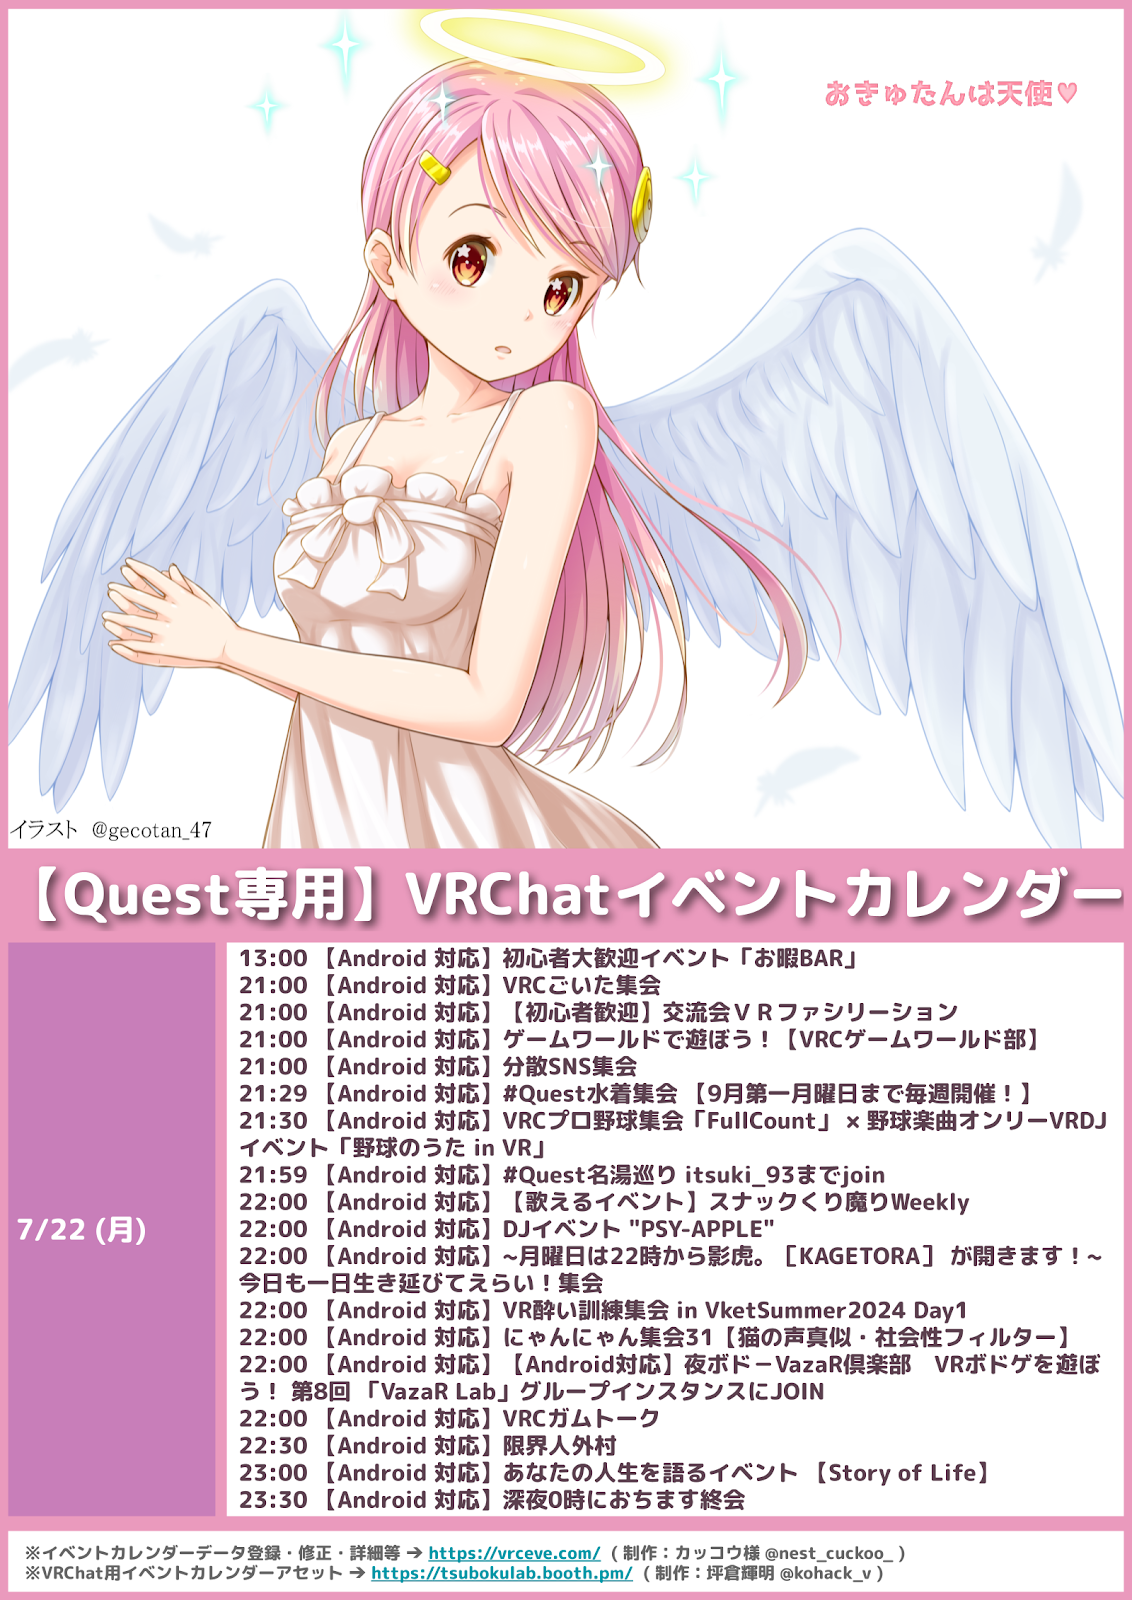 おきゅたんは天使♥
イラスト @gecotan_47
【Quest専用】VRChatイベントカレンダー
7/22 (月)
13:00 【Android 対応】初心者大歓迎イベント「お暇BAR」
21:00 【Android 対応】VRCごいた集会
21:00 【Android 対応】【初心者歓迎】交流会ＶＲファシリーション
21:00 【Android 対応】ゲームワールドで遊ぼう！【VRCゲームワールド部】
21:00 【Android 対応】分散SNS集会
21:29 【Android 対応】#Quest水着集会 【9月第一月曜日まで毎週開催！】
21:30 【Android 対応】VRCプロ野球集会「FullCount」 × 野球楽曲オンリーVRDJ
イベント「野球のうた in VR」
21:59 【Android 対応】#Quest名湯巡り itsuki_93までjoin
22:00 【Android 対応】【歌えるイベント】スナックくり魔りWeekly
22:00 【Android 対応】DJイベント "PSY-APPLE"
22:00 【Android 対応】~月曜日は22時から影虎。［KAGETORA］ が開きます！~
今日も一日生き延びてえらい！集会
22:00 【Android 対応】VR酔い訓練集会 in VketSummer2024 Day1
22:00 【Android 対応】にゃんにゃん集会31【猫の声真似・社会性フィルター】
22:00 【Android 対応】【Android対応】夜ボド－VazaR倶楽部　VRボドゲを遊ぼ
う！ 第8回 「VazaR Lab」グループインスタンスにJOIN
22:00 【Android 対応】VRCガムトーク
22:30 【Android 対応】限界人外村
23:00 【Android 対応】あなたの人生を語るイベント 【Story of Life】
23:30 【Android 対応】深夜0時におちます終会
※イベントカレンダーデータ登録・修正・詳細等 ➔ https://vrceve.com/ ( 制作：カッコウ様 @nest_cuckoo_ )
※VRChat用イベントカレンダーアセット ➔ https://tsubokulab.booth.pm/ ( 制作：坪倉輝明 @kohack_v )